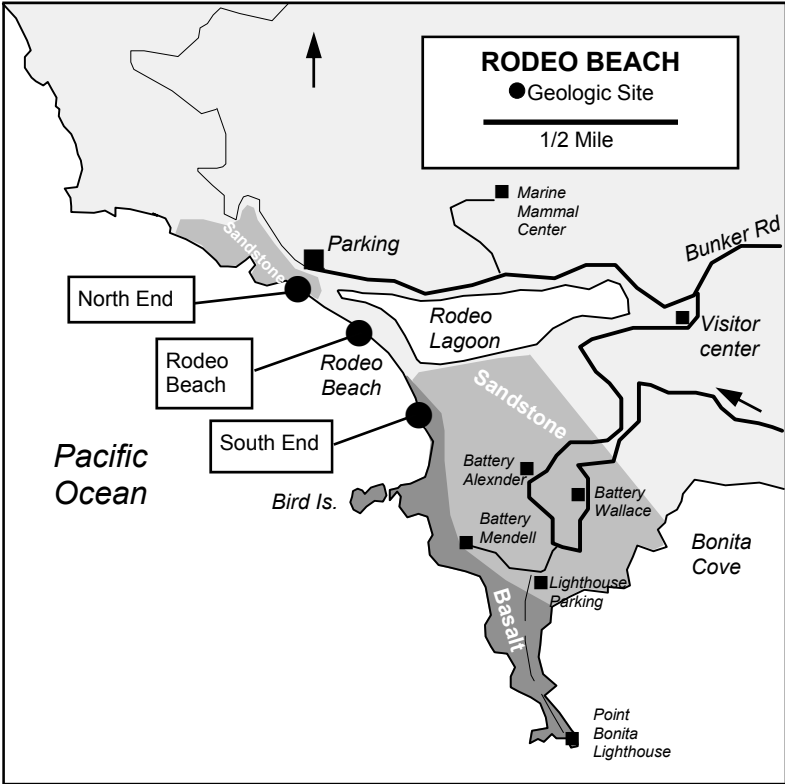 RODEO BEACH
Geologic Site
1/2 Mile
Marine
Mammal
Center
Bunker Rd
Parking
Sandstone
North End
Rodeo
Lagoon
Visitor
center
Rodeo
Beach
Rodeo
Beach
Sandstone
South End
Pacific
Ocean
Battery
Alexnder
Bird Is.
Battery
Wallace
Battery
Mendell
Bonita
Cove
Lighthouse
Parking
Basalt
Point
Bonita
Lighthouse